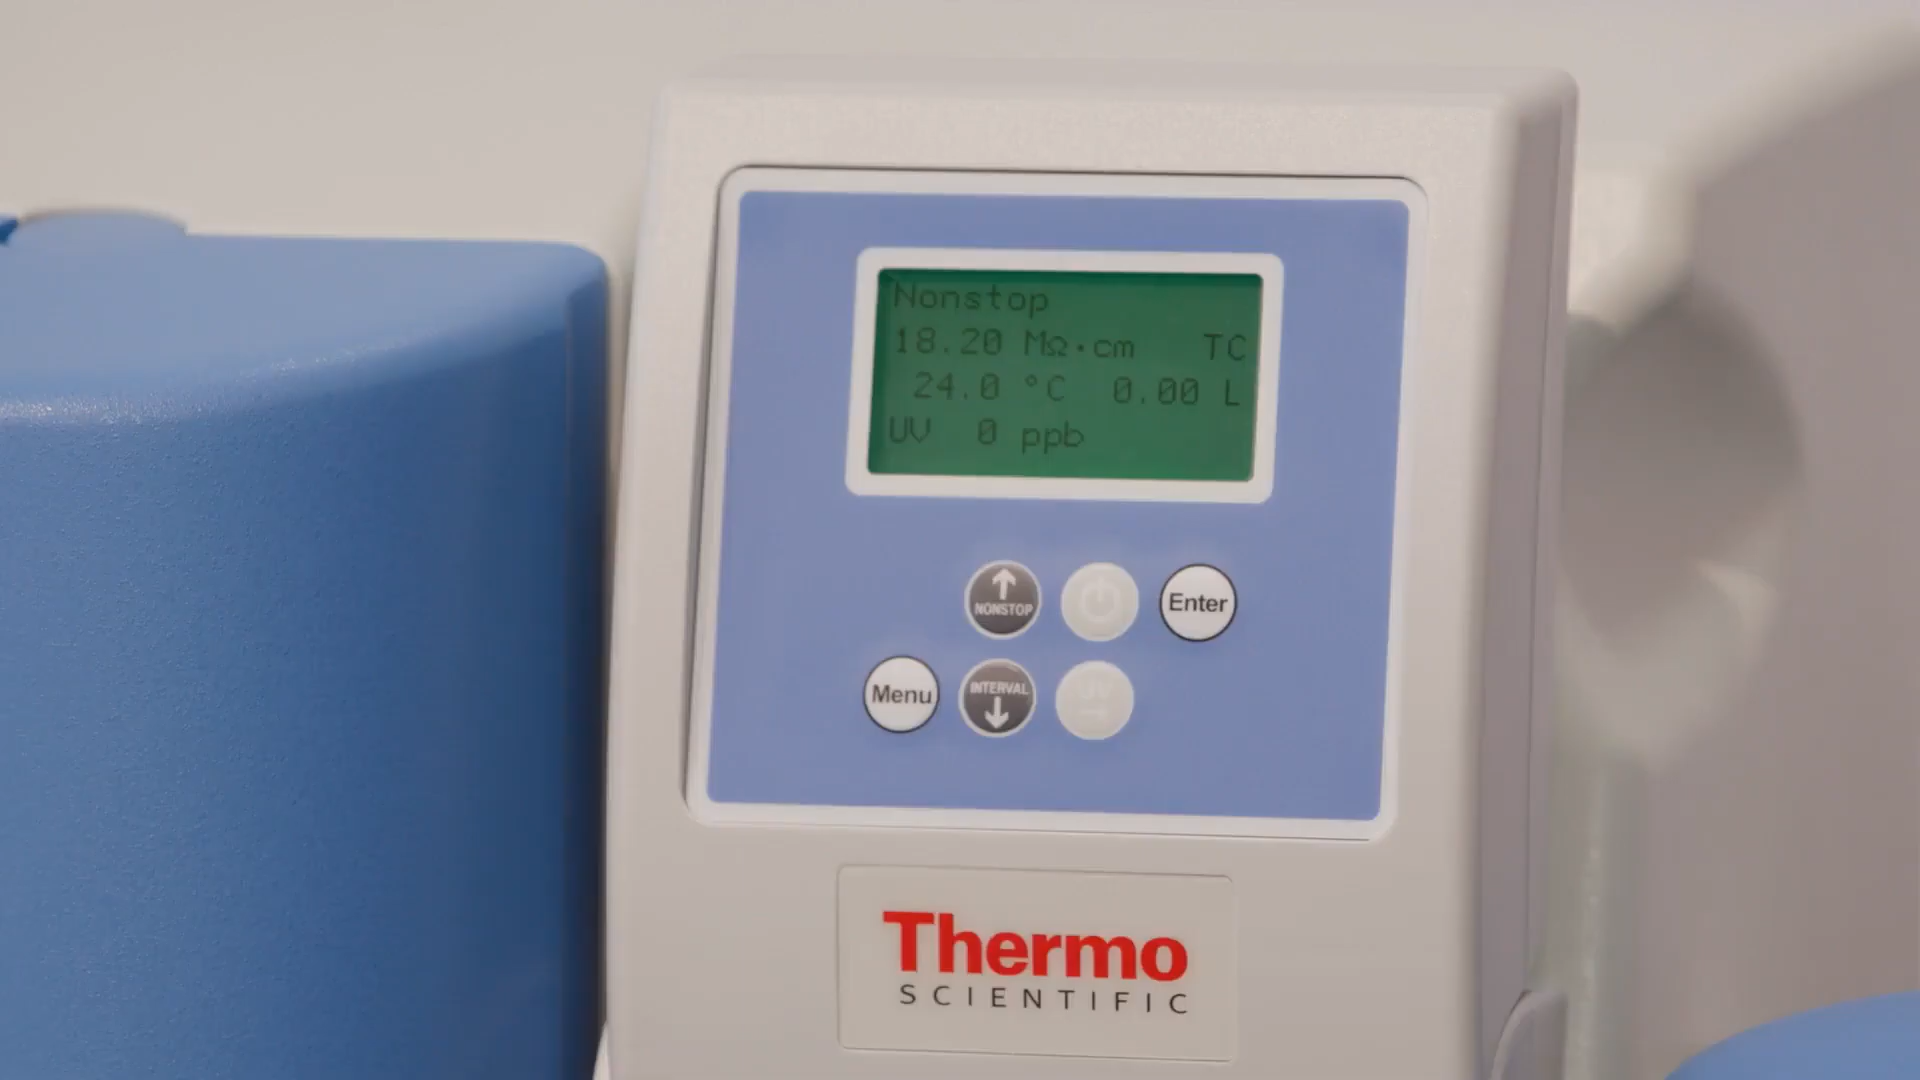 Nonstop
18.20 MΩ·cm TC
24.0 °C 0.00 L
UV 0 ppb
NONSTOP
Enter
Menu
INTERVAL
UV
Thermo
SCIENTIFIC